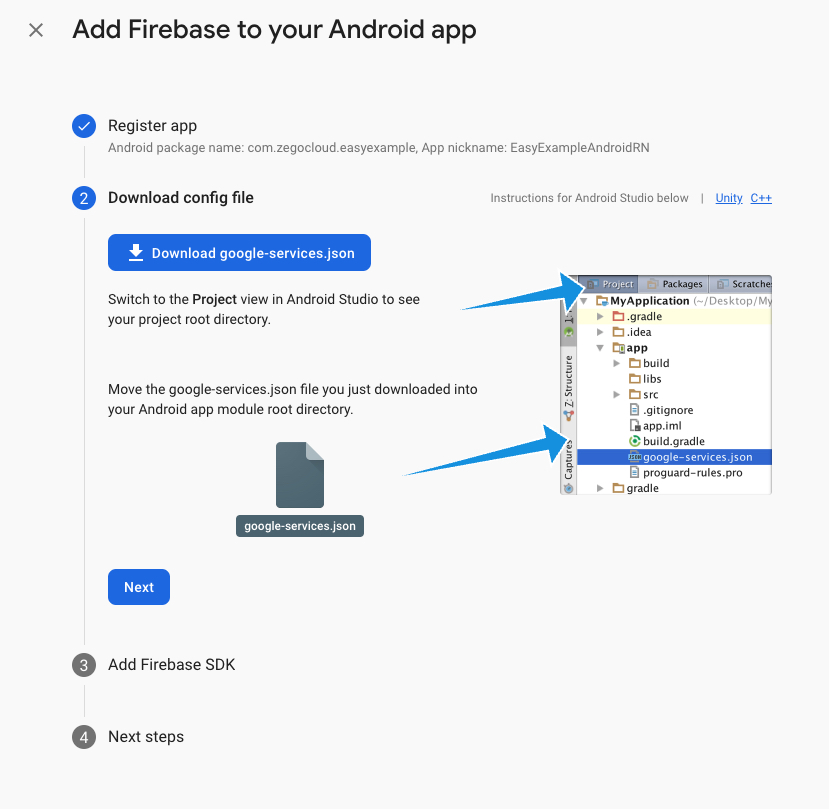 Add Firebase to your Android app
Register app
Android package name: com.zegocloud.easyexample, App nickname: EasyExampleAndroidRN
2 Download config file
Instructions for Android Studio below | Unity C++
Download google-services.json
Switch to the Project view in Android Studio to see
your project root directory.
Move the google-services.json file you just downloaded into
your Android app module root directory.
google-services.json
Project Packages Scratches
MyApplication (~/Desktop/My
.gradle
.idea
app
build
libs
src
.gitignore
app.iml
build.gradle
google-services.json
proguard-rules.pro
gradle
1:
Z: Structure
Captures
Next
3 Add Firebase SDK
4 Next steps